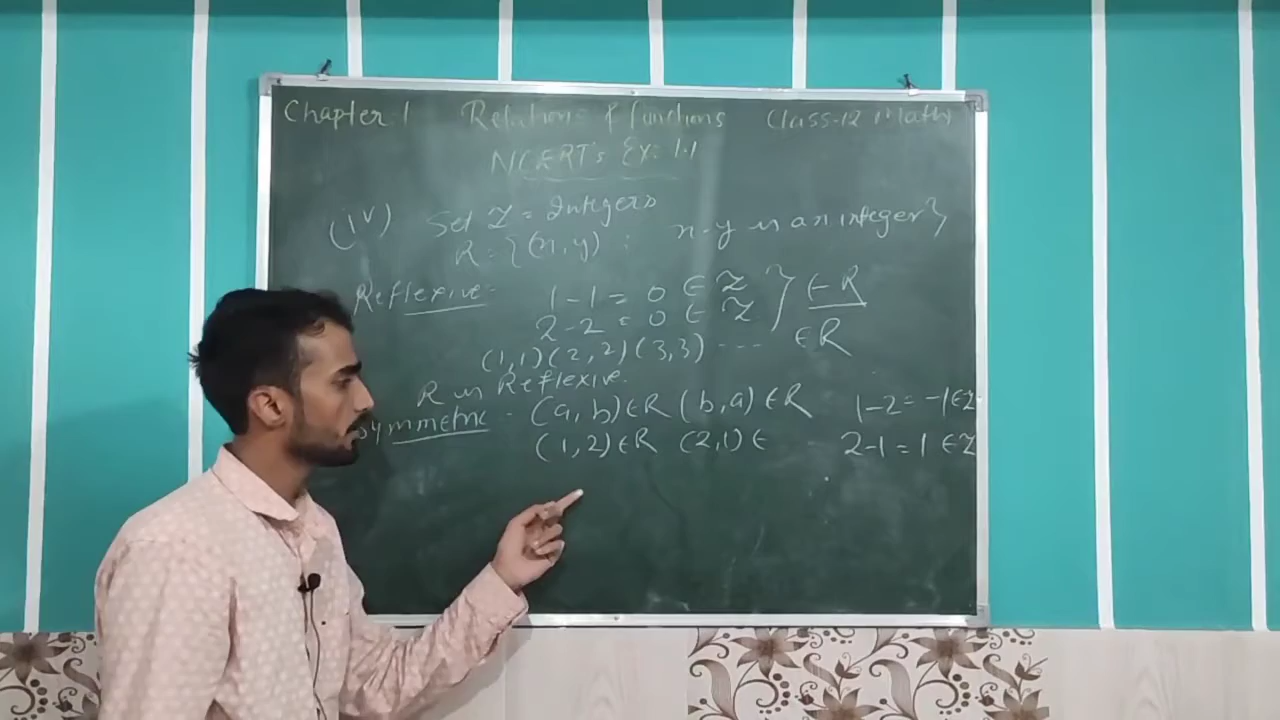 Chapter 1 Relations & functions Class-12 Math
NCERT's Ex: 1.1
(iv) Set Z = Integers
R = {(x, y) : x-y is an integer}
Reflexive- 1-1 = 0 ∈ Z } ∈ R
2-2 = 0 ∈ Z
(1,1) (2,2) (3,3) --- ∈ R
R is Reflexive.
Symmetric - (a, b) ∈ R (b, a) ∈ R 1-2 = -1 ∈ Z
(1,2) ∈ R (2,1) ∈ 2-1 = 1 ∈ Z